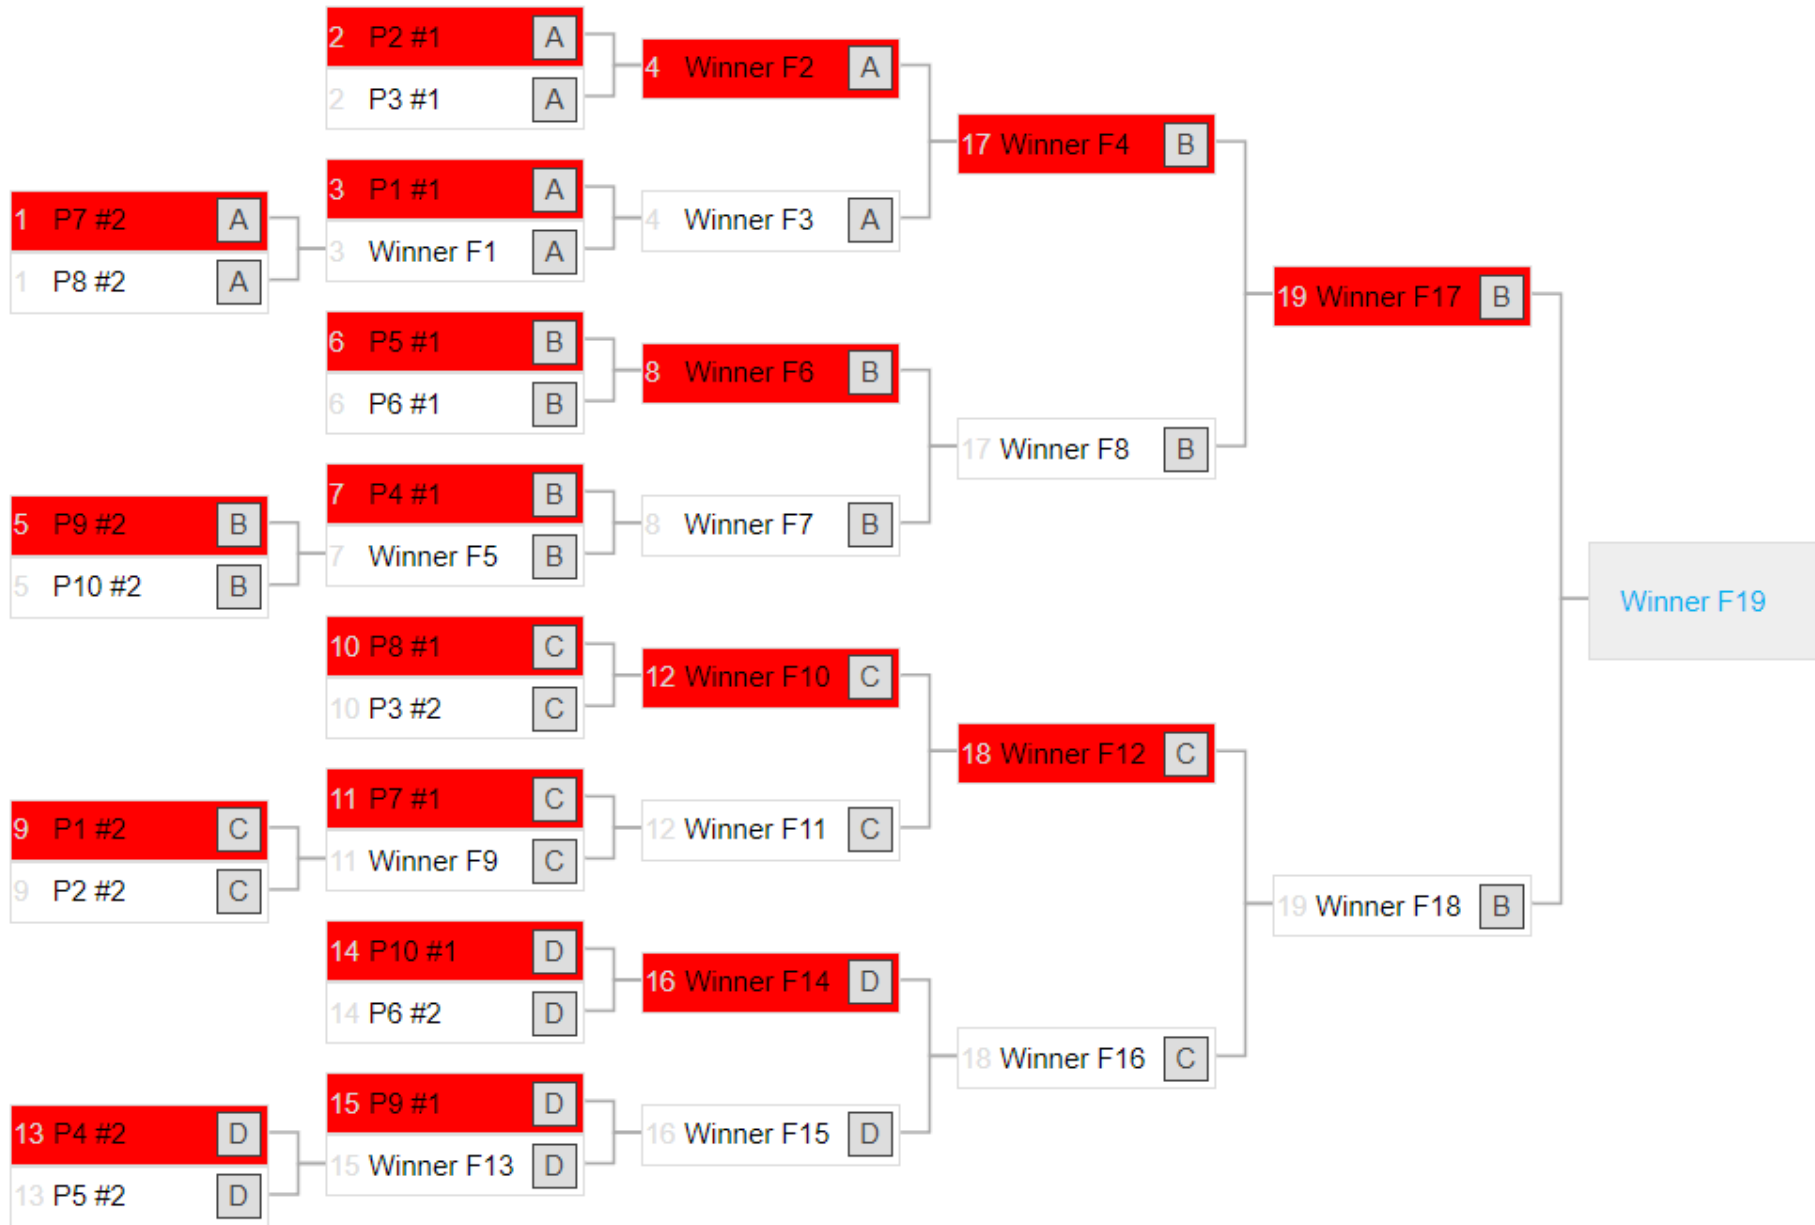 1 P7 #2 A
1 P8 #2 A
5 P9 #2 B
5 P10 #2 B
9 P1 #2 C
9 P2 #2 C
13 P4 #2 D
13 P5 #2 D
2 P2 #1 A
2 P3 #1 A
3 P1 #1 A
3 Winner F1 A
6 P5 #1 B
6 P6 #1 B
7 P4 #1 B
7 Winner F5 B
10 P8 #1 C
10 P3 #2 C
11 P7 #1 C
11 Winner F9 C
14 P10 #1 D
14 P6 #2 D
15 P9 #1 D
15 Winner F13 D
4 Winner F2 A
4 Winner F3 A
8 Winner F6 B
8 Winner F7 B
12 Winner F10 C
12 Winner F11 C
16 Winner F14 D
16 Winner F15 D
17 Winner F4 B
17 Winner F8 B
18 Winner F12 C
18 Winner F16 C
19 Winner F17 B
19 Winner F18 B
Winner F19